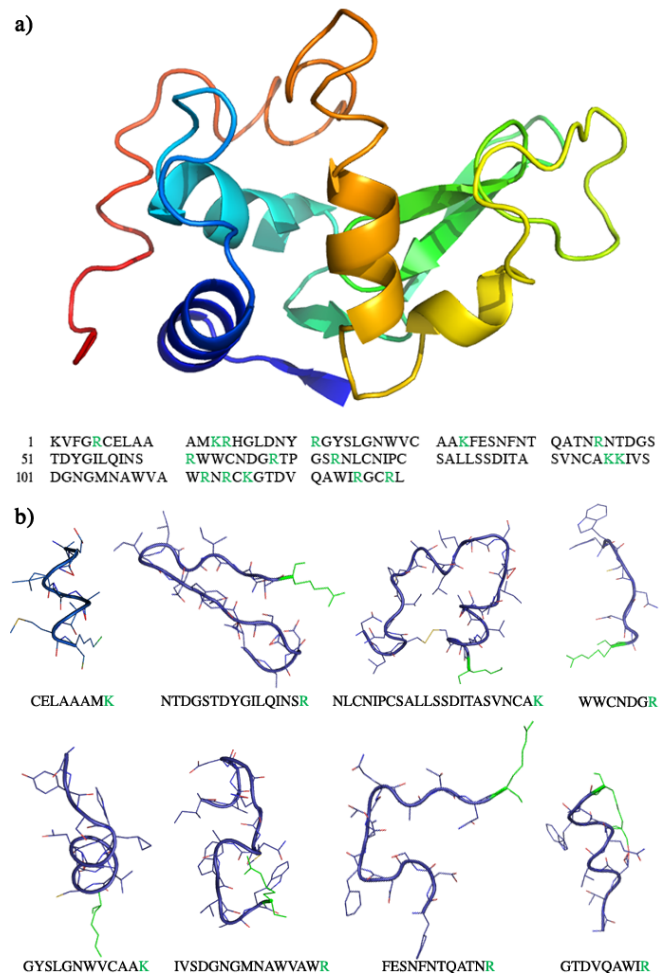 a)
1 KVFGRCELAA AMKRHGLDNY RGYSLGNWVC AAKFESNFNT QATNRNTDGS
51 TDYGILQINS RWWCNDGRTP GSRNLCNIPC SALLSSDITA SVNCAKKIVS
101 DGNGMNAWVA WRNRCKGTDV QAWIRGCRL
b)
CELAAAMK NTDGSTDYGILQINSR NLCNIPCSALLSSDITASVNCAK WWCNDGR
GYSLGNWVCAAK IVSDGNGMNAWVAWR FESNFNTQATNR GTDVQAWIR